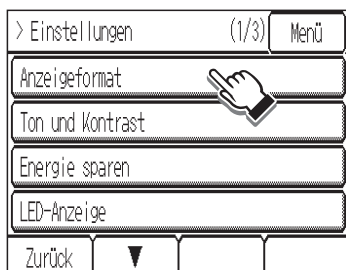 > Einstellungen (1/3) Menü
Anzeigeformat
Ton und Kontrast
Energie sparen
LED-Anzeige
Zurück ▼